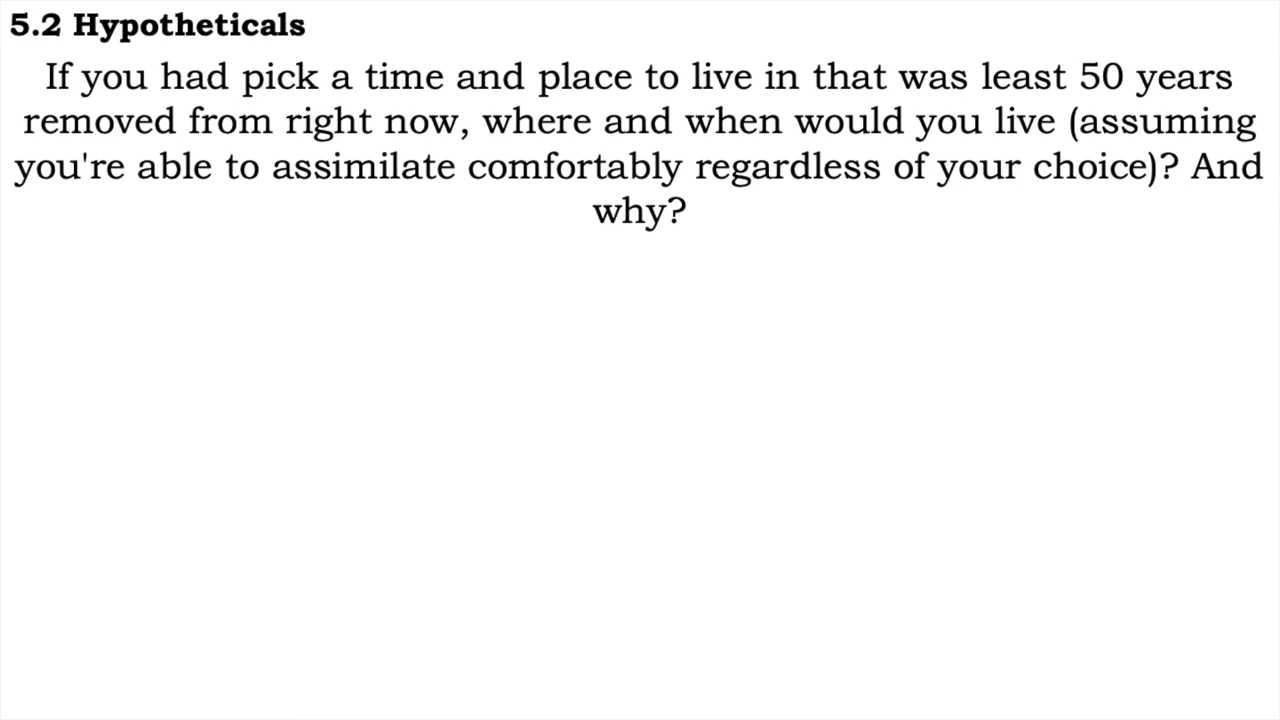 5.2 Hypotheticals
If you had pick a time and place to live in that was least 50 years
removed from right now, where and when would you live (assuming
you're able to assimilate comfortably regardless of your choice)? And
why?